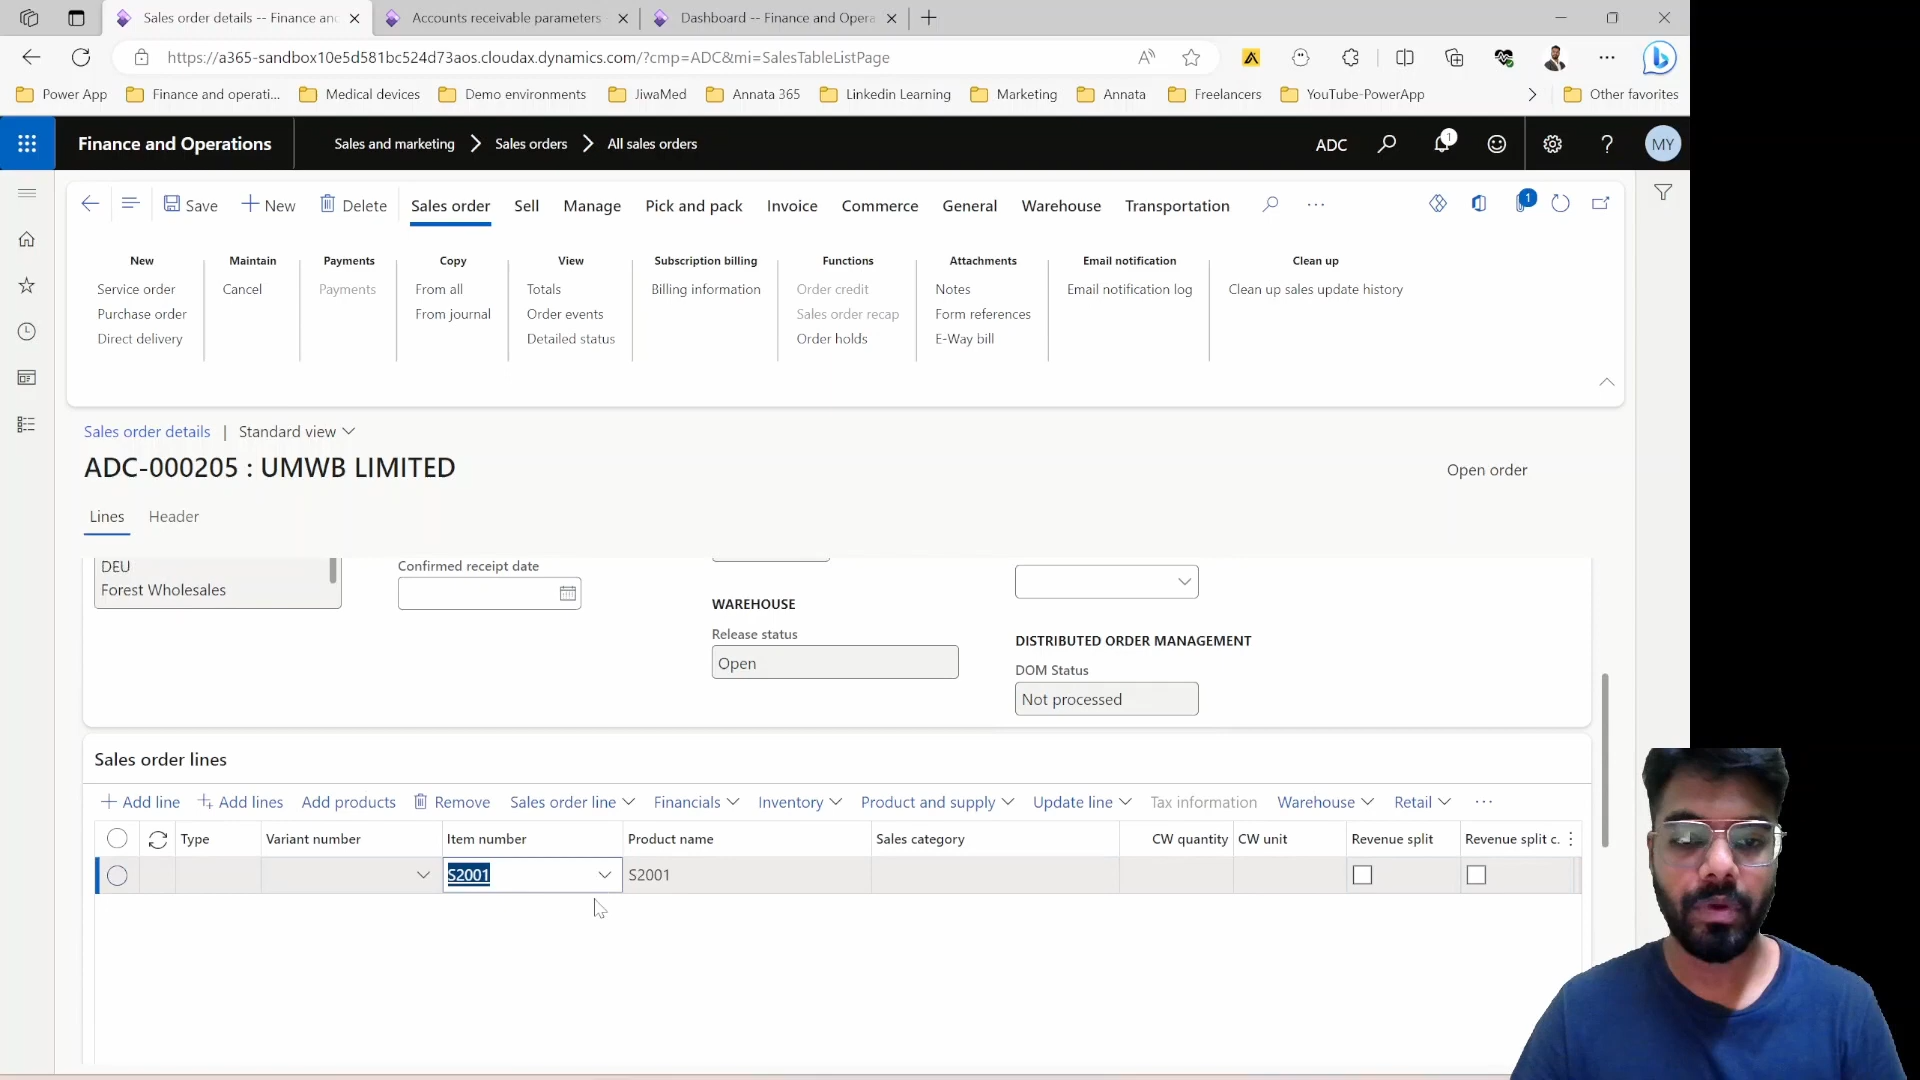 Sales order details -- Finance and
Accounts receivable parameters
Dashboard -- Finance and Opera
https://a365-sandbox10e5d581bc524d73aos.cloudax.dynamics.com/?cmp=ADC&mi=SalesTableListPage
Power App
Finance and operati...
Medical devices
Demo environments
JiwaMed
Annata 365
Linkedin Learning
Marketing
Annata
Freelancers
YouTube-PowerApp
Other favorites
Finance and Operations
Sales and marketing
Sales orders
All sales orders
ADC
1
MY
Save
New
Delete
Sales order
Sell
Manage
Pick and pack
Invoice
Commerce
General
Warehouse
Transportation
1
New
Maintain
Payments
Copy
View
Subscription billing
Functions
Attachments
Email notification
Clean up
Service order
Cancel
Payments
From all
Totals
Billing information
Order credit
Notes
Email notification log
Clean up sales update history
Purchase order
From journal
Order events
Sales order recap
Form references
Direct delivery
Detailed status
Order holds
E-Way bill
Sales order details | Standard view
ADC-000205 : UMWB LIMITED
Open order
Lines
Header
DEU
Forest Wholesales
Confirmed receipt date
WAREHOUSE
Release status
Open
DISTRIBUTED ORDER MANAGEMENT
DOM Status
Not processed
Sales order lines
Add line
Add lines
Add products
Remove
Sales order line
Financials
Inventory
Product and supply
Update line
Tax information
Warehouse
Retail
Type
Variant number
Item number
Product name
Sales category
CW quantity
CW unit
Revenue split
Revenue split c.
S2001
S2001